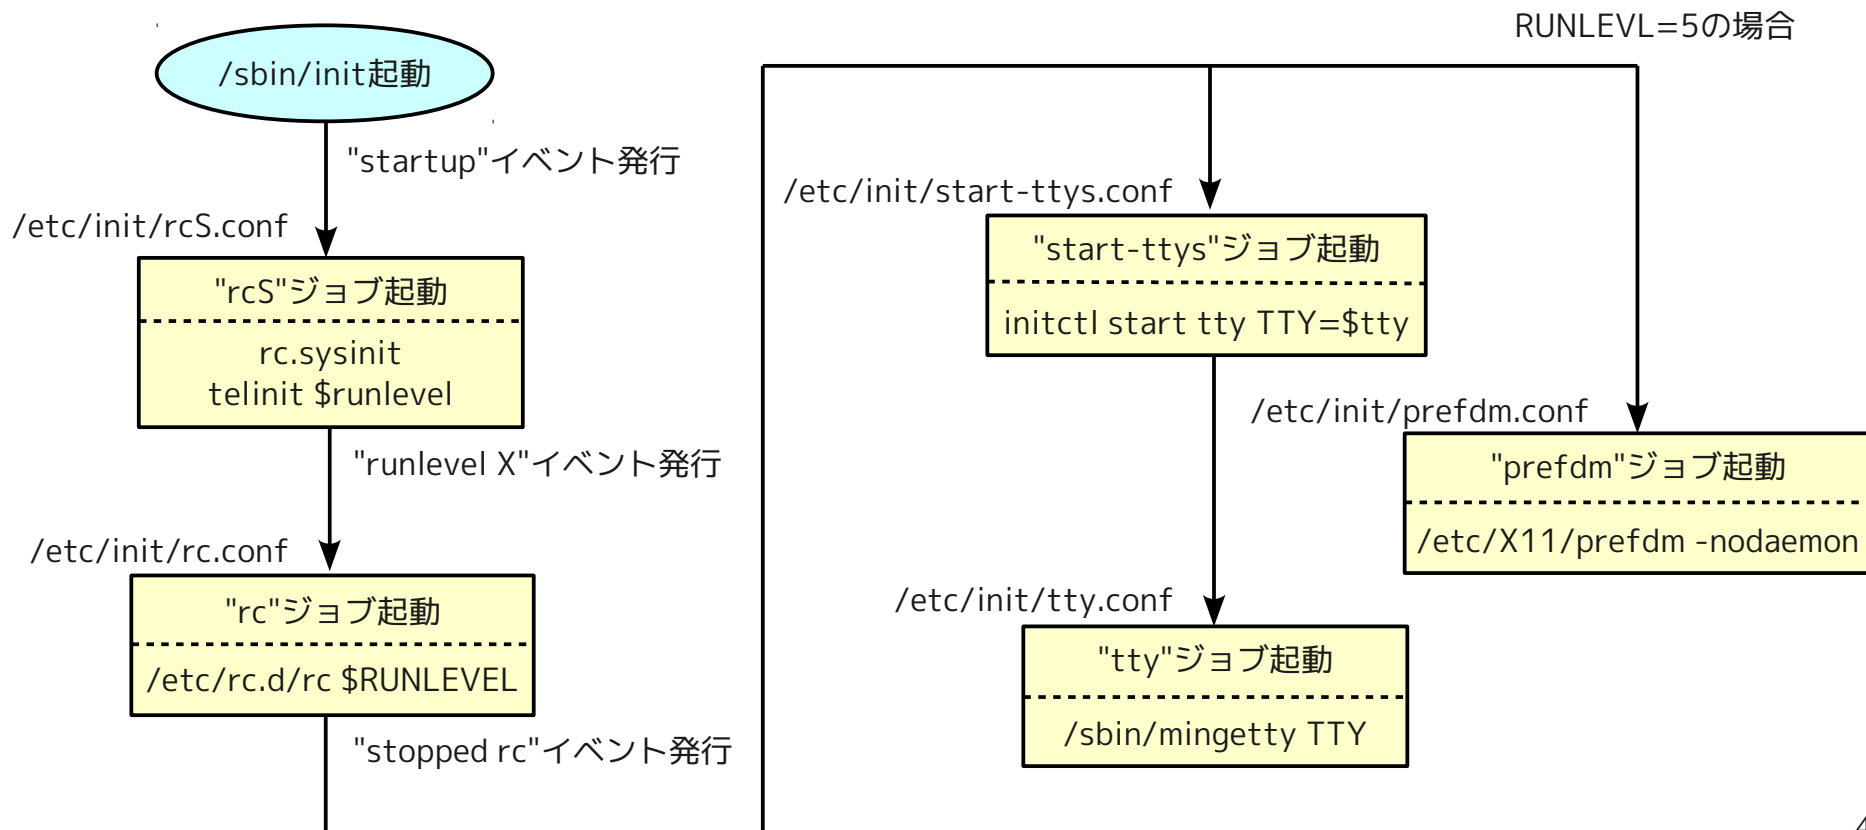 RUNLEVL=5の場合
/sbin/init起動
"startup"イベント発行
/etc/init/rcS.conf
"rcS"ジョブ起動
rc.sysinit
telinit $runlevel
"runlevel X"イベント発行
/etc/init/rc.conf
"rc"ジョブ起動
/etc/rc.d/rc $RUNLEVEL
"stopped rc"イベント発行
/etc/init/start-ttys.conf
"start-ttys"ジョブ起動
initctl start tty TTY=$tty
/etc/init/tty.conf
"tty"ジョブ起動
/sbin/mingetty TTY
/etc/init/prefdm.conf
"prefdm"ジョブ起動
/etc/X11/prefdm -nodaemon